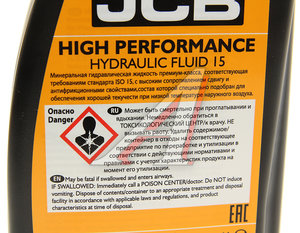 JCB
HIGH PERFORMANCE
HYDRAULIC FLUID 15
Минеральная гидравлическая жидкость премиум-класса, соответствующая
требованиям стандарта ISO 15, с высокими антикоррозионными и
антифрикционными свойствами, состав которой специально подобран для
обеспечения хорошей текучести при низкой температуре наружного воздуха.
Опасно
Danger
RU
Может быть смертельно при проглатывании и
вдыхании. Немедленно обратиться в
ТОКСИКОЛОГИЧЕСКИЙ ЦЕНТР/к врачу. НЕ
вызывать рвоту. Удалить содержимое/
контейнер в отходы на соответствующее
предприятие по переработке и утилизации в
соответствии с действующими нормативами и
правилами с учетом характеристик продукта на
момент его утилизации.
EN
May be fatal if swallowed and enters airways.
IF SWALLOWED: Immediately call a POISON CENTER/doctor. Do NOT induce
vomiting. Dispose of contents/container to an appropriate treatment and disposal
facility in accordance with applicable laws and regulations, and product
characteristics at time of disposal.
EAC